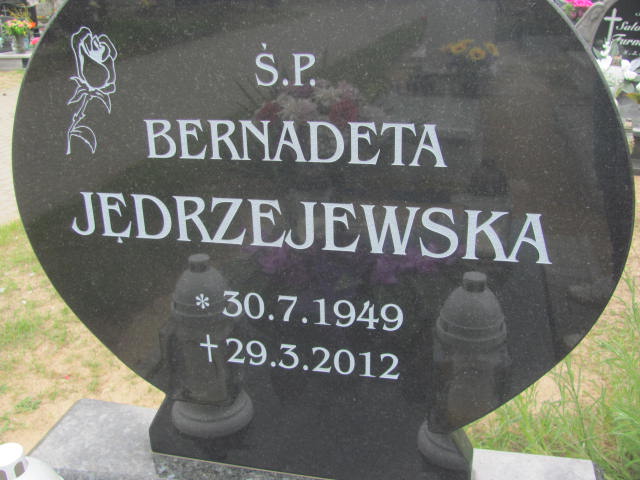 Ś.P.
BERNADETA
JĘDRZEJEWSKA
* 30.7.1949
† 29.3.2012